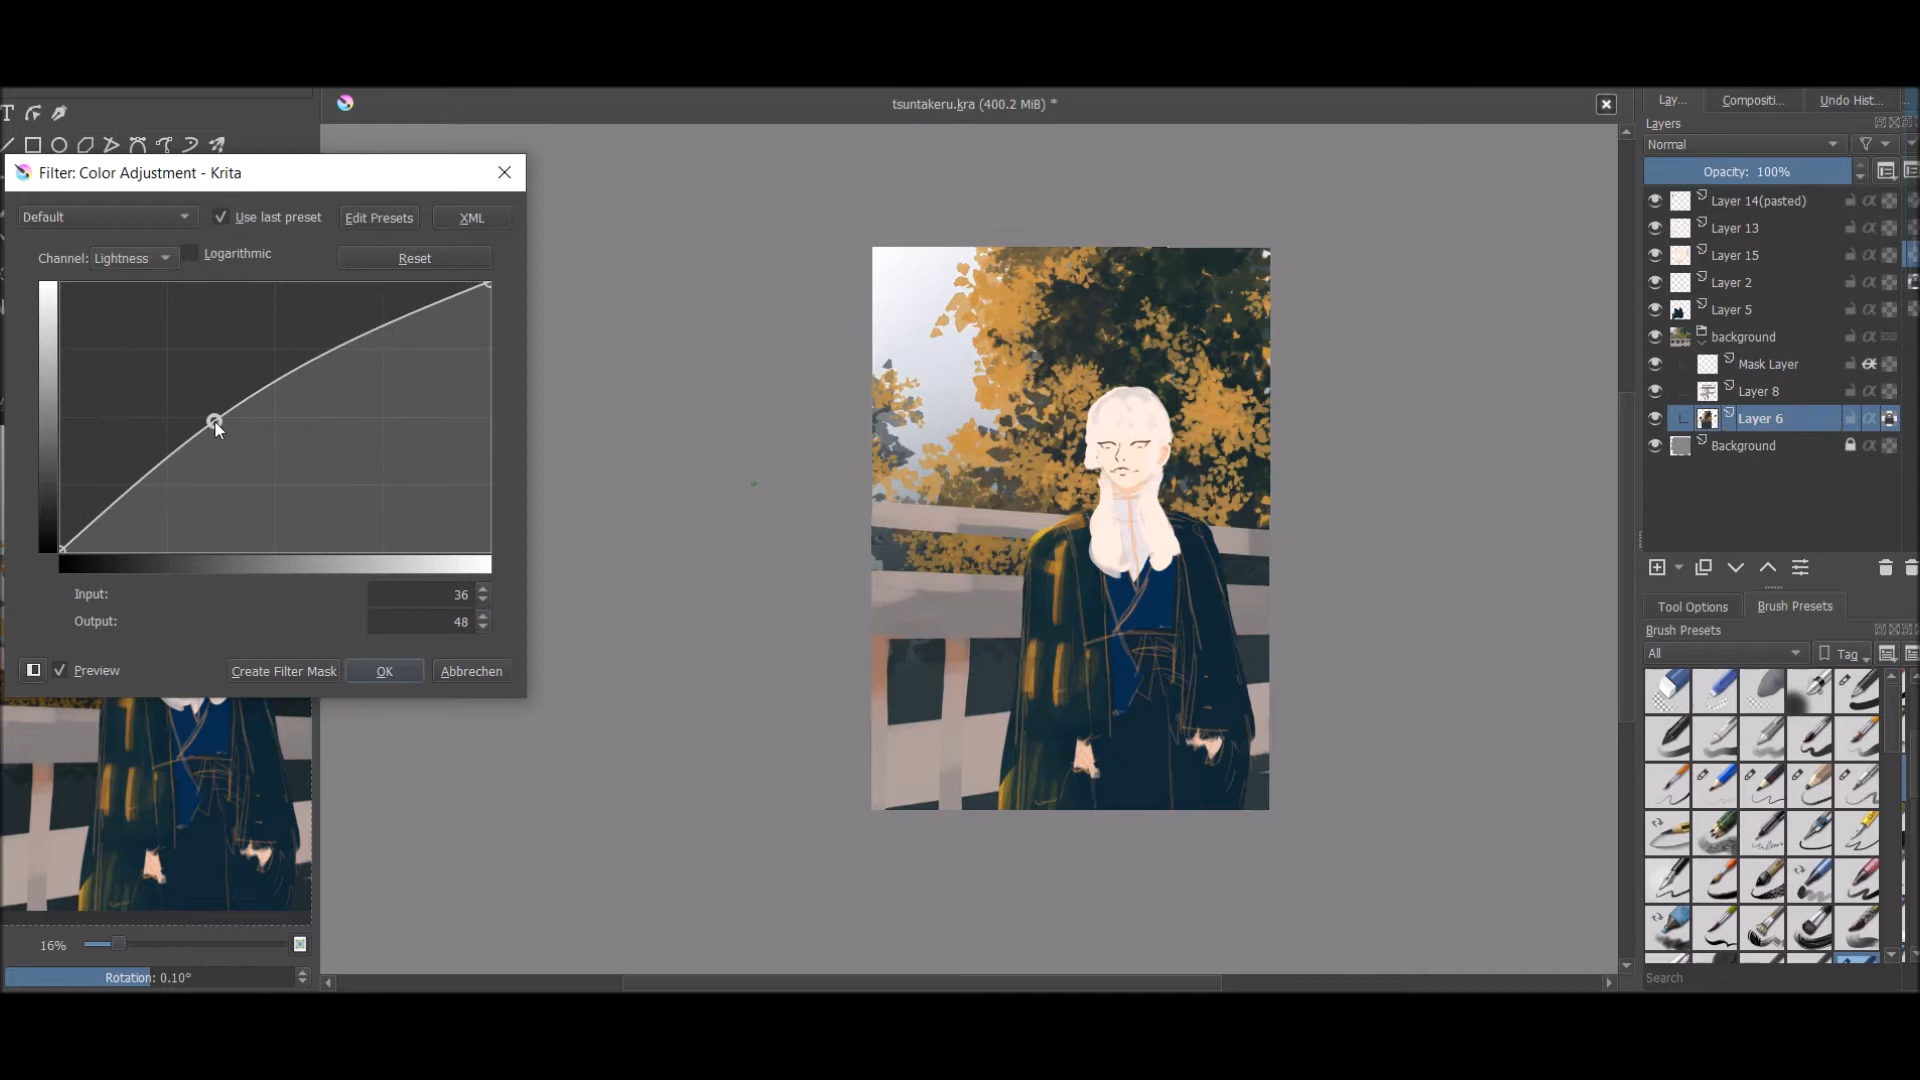 tsuntakeru.kra (400.2 MiB) *
Lay...
Compositi...
Undo Hist...
Layers
Filter: Color Adjustment - Krita
Normal
Opacity: 100%
Default
Use last preset
Edit Presets
XML
Channel:
Lightness
Logarithmic
Reset
Layer 14(pasted)
Layer 13
Layer 15
Layer 2
Layer 5
background
Mask Layer
Layer 8
Layer 6
Background
Input:
36
Output:
48
Preview
Create Filter Mask
OK
Abbrechen
Tool Options
Brush Presets
Brush Presets
All
Tag
16%
Rotation: 0.10°
Search